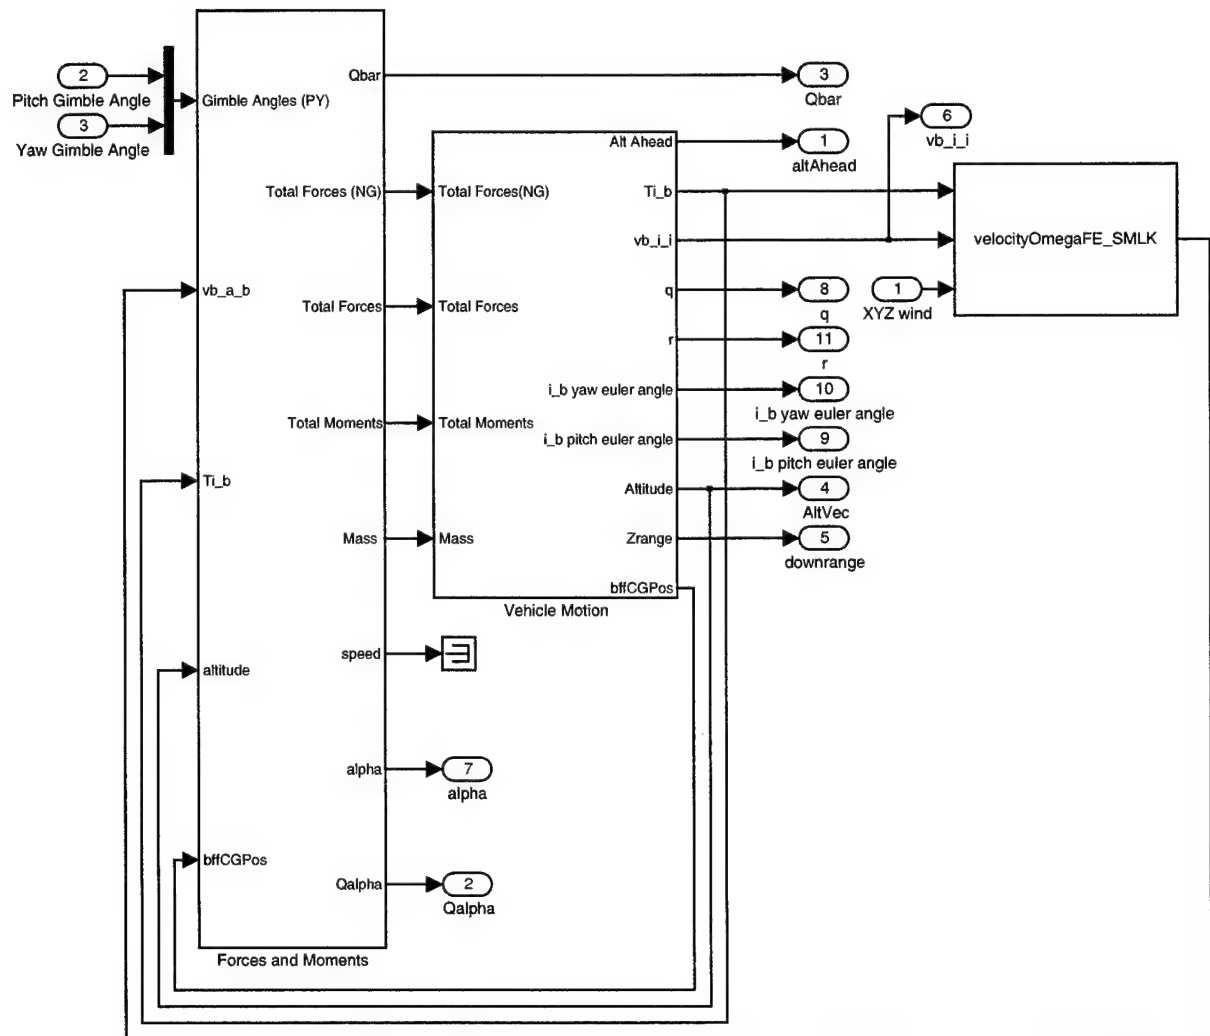 2
Pitch Gimble Angle
3
Yaw Gimble Angle
Gimble Angles (PY)
vb_a_b
Ti_b
altitude
bffCGPos
Qbar
Total Forces (NG)
Total Forces
Total Moments
Mass
speed
alpha
Qalpha
Forces and Moments
Total Forces(NG)
Total Forces
Total Moments
Mass
Alt Ahead
Ti_b
vb_i_i
q
r
i_b yaw euler angle
i_b pitch euler angle
Altitude
Zrange
bffCGPos
Vehicle Motion
3
Qbar
1
altAhead
6
vb_i_i
velocityOmegaFE_SMLK
1
XYZ wind
8
q
11
r
10
i_b yaw euler angle
9
i_b pitch euler angle
4
AltVec
5
downrange
7
alpha
2
Qalpha